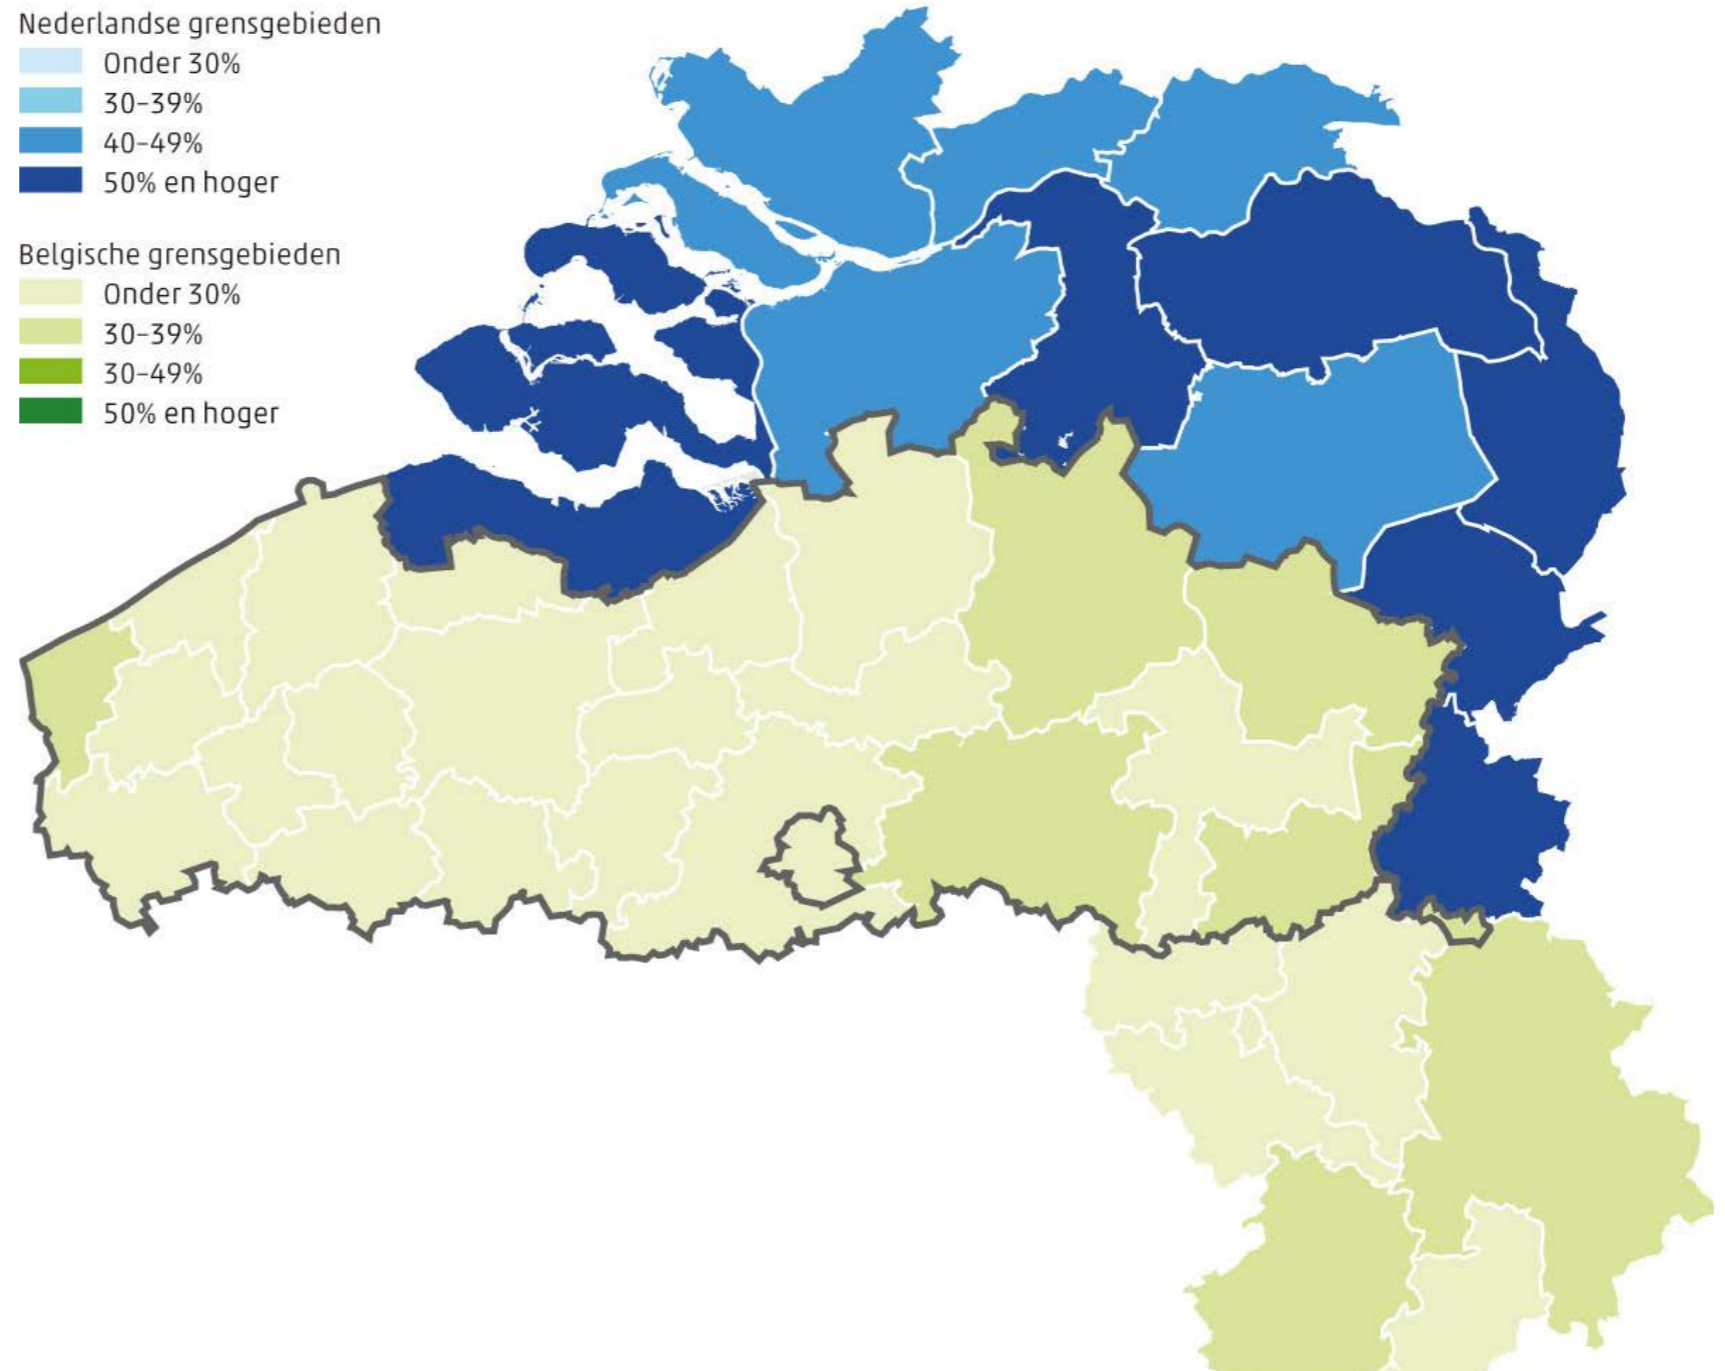 Nederlandse grensgebieden
Onder 30%
30–39%
40–49%
50% en hoger
Belgische grensgebieden
Onder 30%
30–39%
30–49%
50% en hoger